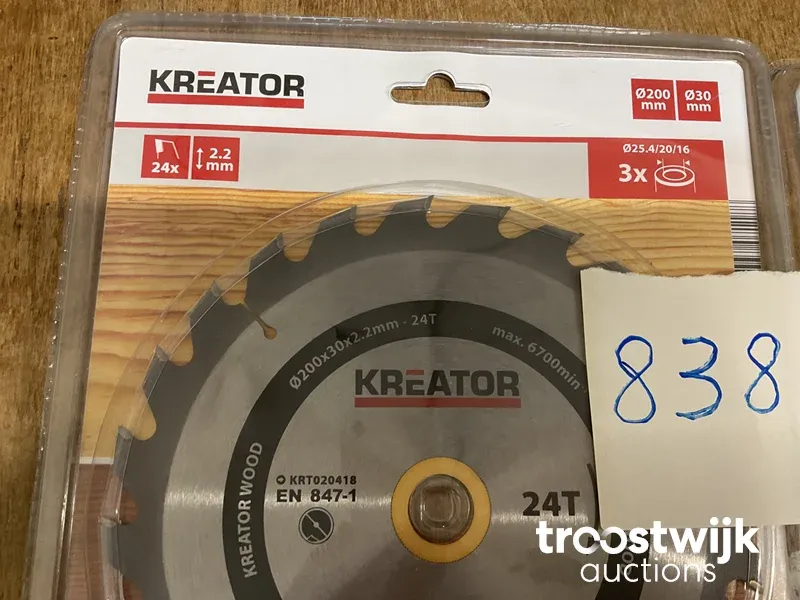 KREATOR
Ø200 mm
Ø30 mm
24x
2.2 mm
Ø25.4/20/16
3x
Ø200x30x2.2mm - 24T
max. 6700min
KREATOR
KREATOR WOOD
KRT020418
EN 847-1
24T
838
troostwijk
auctions